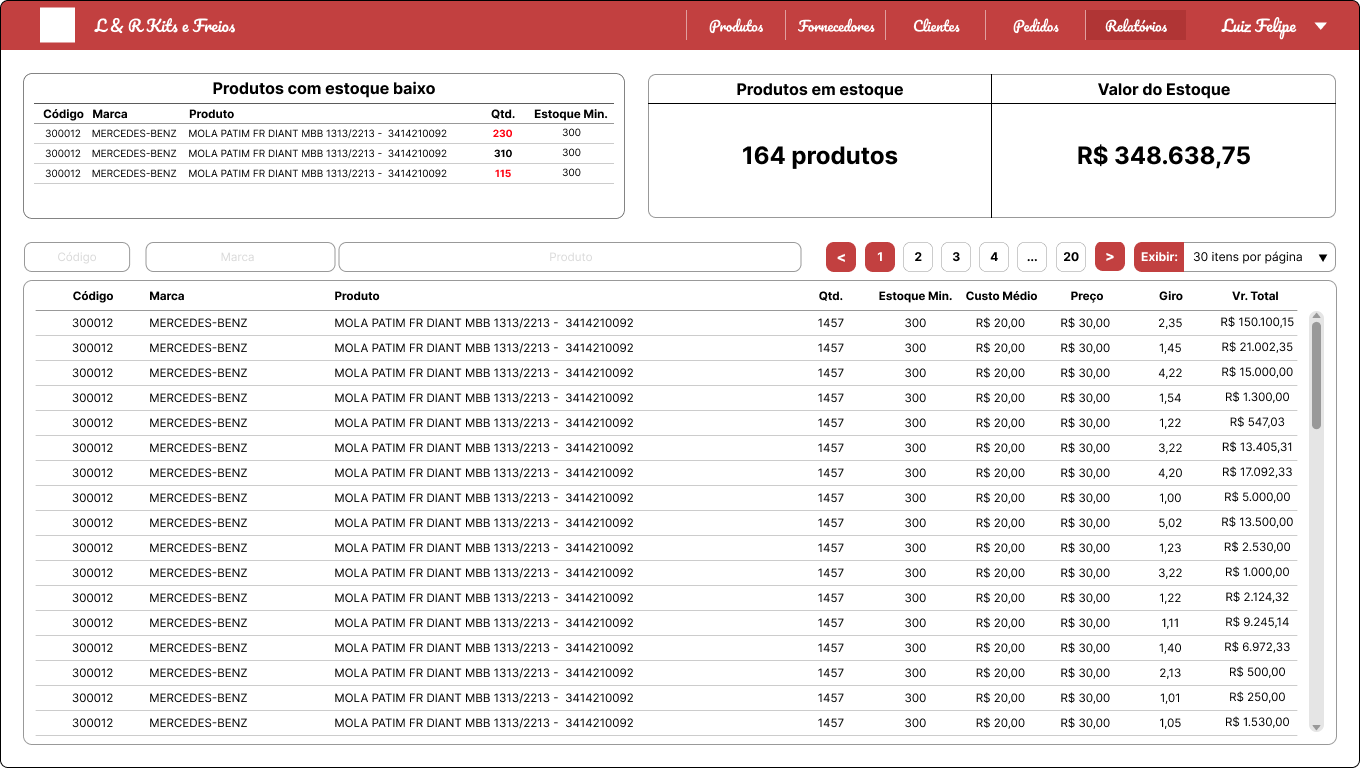 L & R Kits e Freios Produtos Fornecedores Clientes Pedidos Relatórios Luiz Felipe
Produtos com estoque baixo
Código Marca Produto Qtd. Estoque Min.
300012 MERCEDES-BENZ MOLA PATIM FR DIANT MBB 1313/2213 - 3414210092 230 300
300012 MERCEDES-BENZ MOLA PATIM FR DIANT MBB 1313/2213 - 3414210092 310 300
300012 MERCEDES-BENZ MOLA PATIM FR DIANT MBB 1313/2213 - 3414210092 115 300
Produtos em estoque
164 produtos
Valor do Estoque
R$ 348.638,75
Código Marca Produto < 1 2 3 4 ... 20 > Exibir: 30 itens por página
Código Marca Produto Qtd. Estoque Min. Custo Médio Preço Giro Vr. Total
300012 MERCEDES-BENZ MOLA PATIM FR DIANT MBB 1313/2213 - 3414210092 1457 300 R$ 20,00 R$ 30,00 2,35 R$ 150.100,15
300012 MERCEDES-BENZ MOLA PATIM FR DIANT MBB 1313/2213 - 3414210092 1457 300 R$ 20,00 R$ 30,00 1,45 R$ 21.002,35
300012 MERCEDES-BENZ MOLA PATIM FR DIANT MBB 1313/2213 - 3414210092 1457 300 R$ 20,00 R$ 30,00 4,22 R$ 15.000,00
300012 MERCEDES-BENZ MOLA PATIM FR DIANT MBB 1313/2213 - 3414210092 1457 300 R$ 20,00 R$ 30,00 1,54 R$ 1.300,00
300012 MERCEDES-BENZ MOLA PATIM FR DIANT MBB 1313/2213 - 3414210092 1457 300 R$ 20,00 R$ 30,00 1,22 R$ 547,03
300012 MERCEDES-BENZ MOLA PATIM FR DIANT MBB 1313/2213 - 3414210092 1457 300 R$ 20,00 R$ 30,00 3,22 R$ 13.405,31
300012 MERCEDES-BENZ MOLA PATIM FR DIANT MBB 1313/2213 - 3414210092 1457 300 R$ 20,00 R$ 30,00 4,20 R$ 17.092,33
300012 MERCEDES-BENZ MOLA PATIM FR DIANT MBB 1313/2213 - 3414210092 1457 300 R$ 20,00 R$ 30,00 1,00 R$ 5.000,00
300012 MERCEDES-BENZ MOLA PATIM FR DIANT MBB 1313/2213 - 3414210092 1457 300 R$ 20,00 R$ 30,00 5,02 R$ 13.500,00
300012 MERCEDES-BENZ MOLA PATIM FR DIANT MBB 1313/2213 - 3414210092 1457 300 R$ 20,00 R$ 30,00 1,23 R$ 2.530,00
300012 MERCEDES-BENZ MOLA PATIM FR DIANT MBB 1313/2213 - 3414210092 1457 300 R$ 20,00 R$ 30,00 3,22 R$ 1.000,00
300012 MERCEDES-BENZ MOLA PATIM FR DIANT MBB 1313/2213 - 3414210092 1457 300 R$ 20,00 R$ 30,00 1,22 R$ 2.124,32
300012 MERCEDES-BENZ MOLA PATIM FR DIANT MBB 1313/2213 - 3414210092 1457 300 R$ 20,00 R$ 30,00 1,11 R$ 9.245,14
300012 MERCEDES-BENZ MOLA PATIM FR DIANT MBB 1313/2213 - 3414210092 1457 300 R$ 20,00 R$ 30,00 1,40 R$ 6.972,33
300012 MERCEDES-BENZ MOLA PATIM FR DIANT MBB 1313/2213 - 3414210092 1457 300 R$ 20,00 R$ 30,00 2,13 R$ 500,00
300012 MERCEDES-BENZ MOLA PATIM FR DIANT MBB 1313/2213 - 3414210092 1457 300 R$ 20,00 R$ 30,00 1,01 R$ 250,00
300012 MERCEDES-BENZ MOLA PATIM FR DIANT MBB 1313/2213 - 3414210092 1457 300 R$ 20,00 R$ 30,00 1,05 R$ 1.530,00